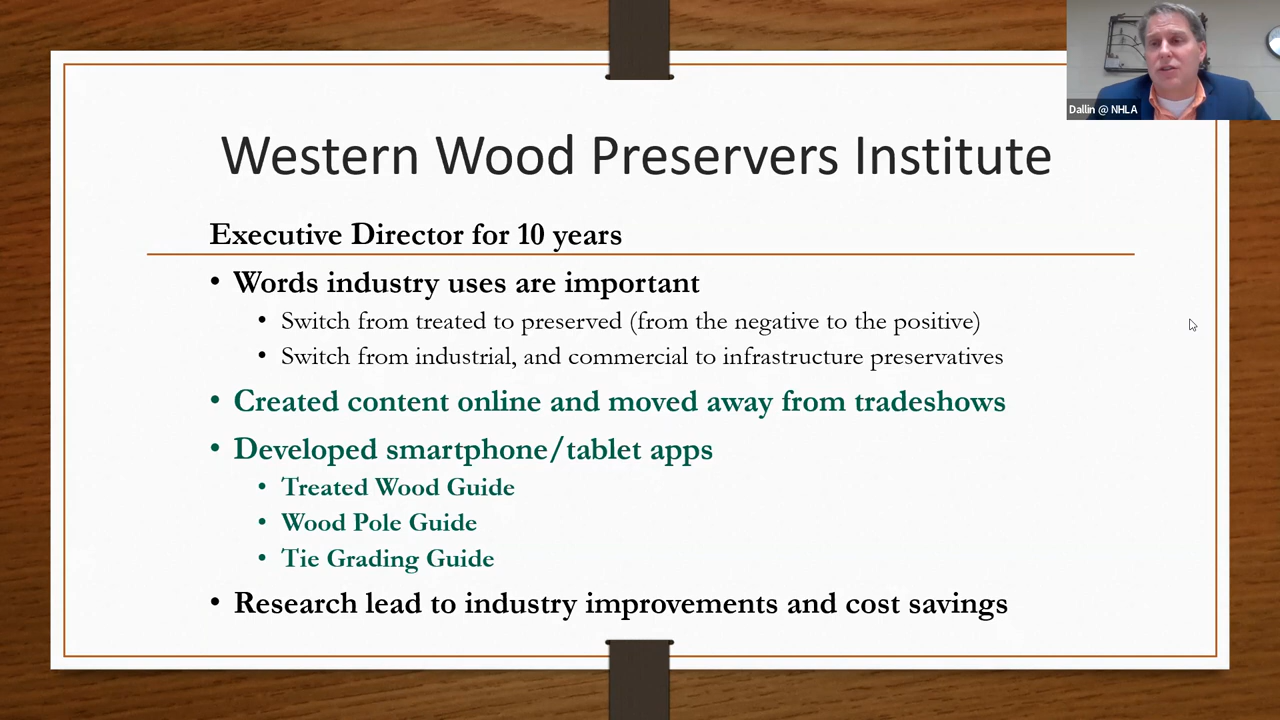 Dallin @ NHLA
Western Wood Preservers Institute
Executive Director for 10 years
• Words industry uses are important
• Switch from treated to preserved (from the negative to the positive)
• Switch from industrial, and commercial to infrastructure preservatives
• Created content online and moved away from tradeshows
• Developed smartphone/tablet apps
• Treated Wood Guide
• Wood Pole Guide
• Tie Grading Guide
• Research lead to industry improvements and cost savings